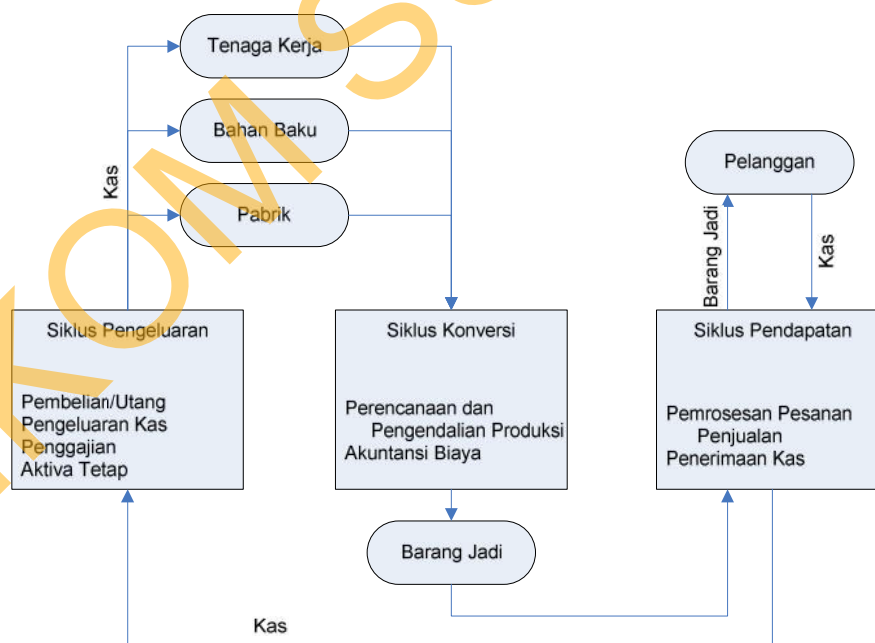 Tenaga Kerja
Bahan Baku
Pabrik
Kas
Pelanggan
Barang Jadi
Kas
Siklus Pengeluaran
Pembelian/Utang
Pengeluaran Kas
Penggajian
Aktiva Tetap
Siklus Konversi
Perencanaan dan
Pengendalian Produksi
Akuntansi Biaya
Siklus Pendapatan
Pemrosesan Pesanan
Penjualan
Penerimaan Kas
Barang Jadi
Kas